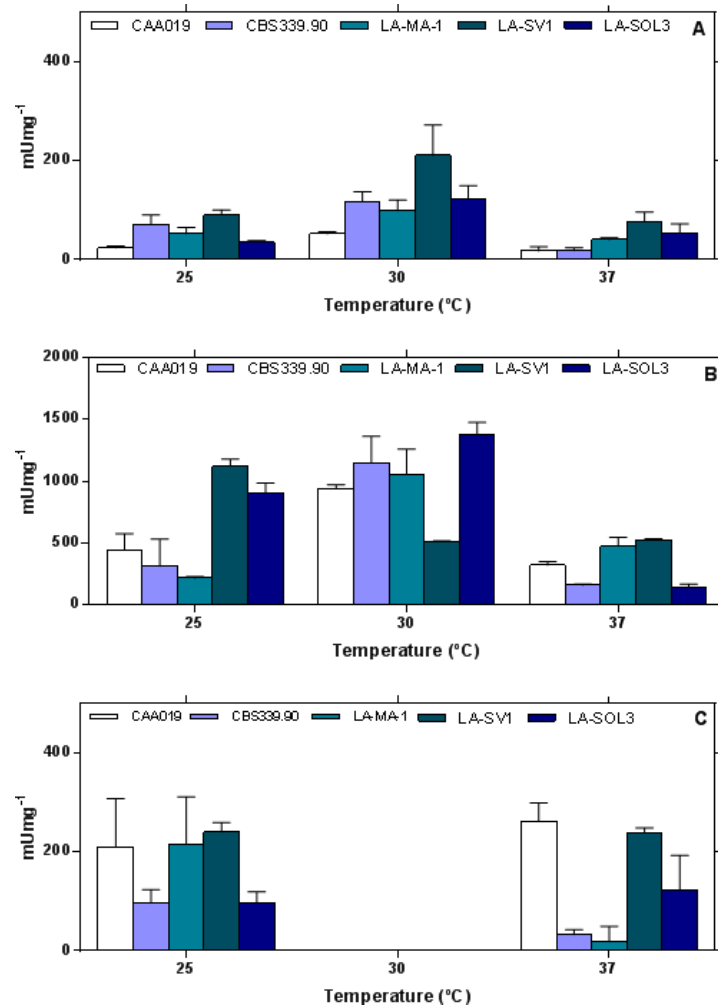 CAA019 CBS339.90 LA-MA-1 LA-SV1 LA-SOL3 A
400
200
0
mUmg-1
25 30 37
Temperature (ºC)
2000
CAA019 CBS339.90 LA-MA-1 LA-SV1 LA-SOL3 B
1500
1000
500
0
mUmg-1
25 30 37
Temperature (ºC)
CAA019 CBS339.90 LA-MA-1 LA-SV1 LA-SOL3 C
400
200
0
mUmg-1
25 30 37
Temperature (ºC)